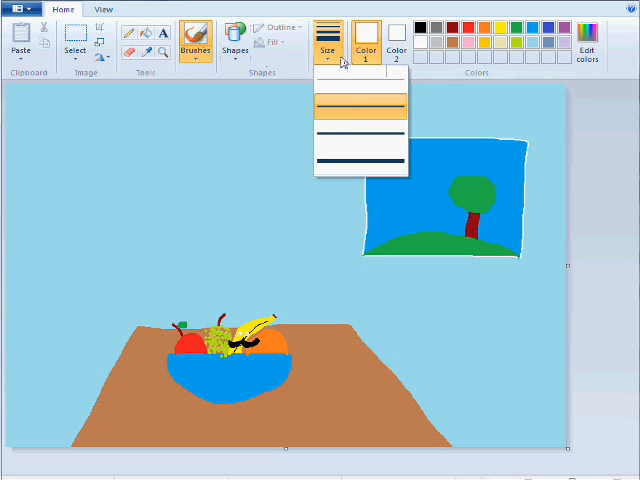 Home View
Paste
Select
Brushes
Shapes
Outline
Fill
Size
Color
1
Color
2
Edit
colors
Clipboard Image Tools Shapes Colors